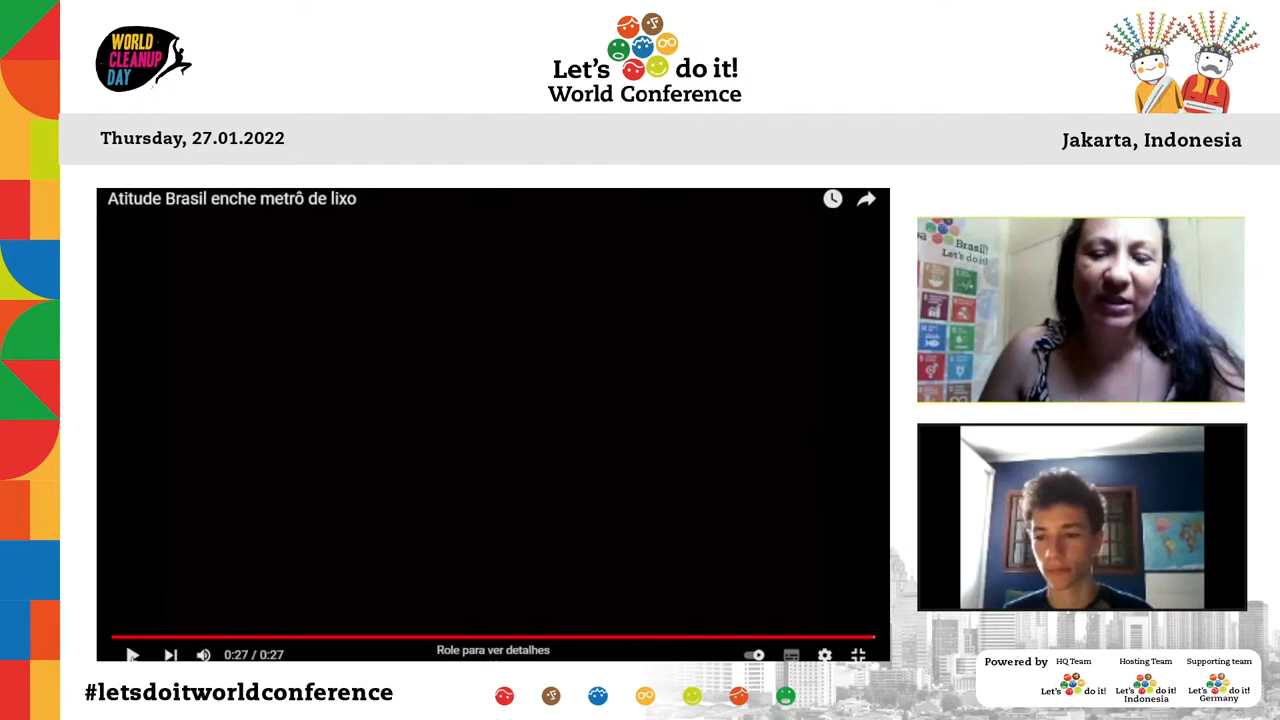 WORLD
CLEANUP
DAY
Let's do it!
World Conference
Thursday, 27.01.2022
Jakarta, Indonesia
Atitude Brasil enche metrô de lixo
Brasil!
Let's do it!
0:27 / 0:27
Role para ver detalhes
#letsdoitworldconference
Powered by
HQ Team
Hosting Team
Supporting team
Let's do it!
Let's do it!
Indonesia
Let's do it!
Germany